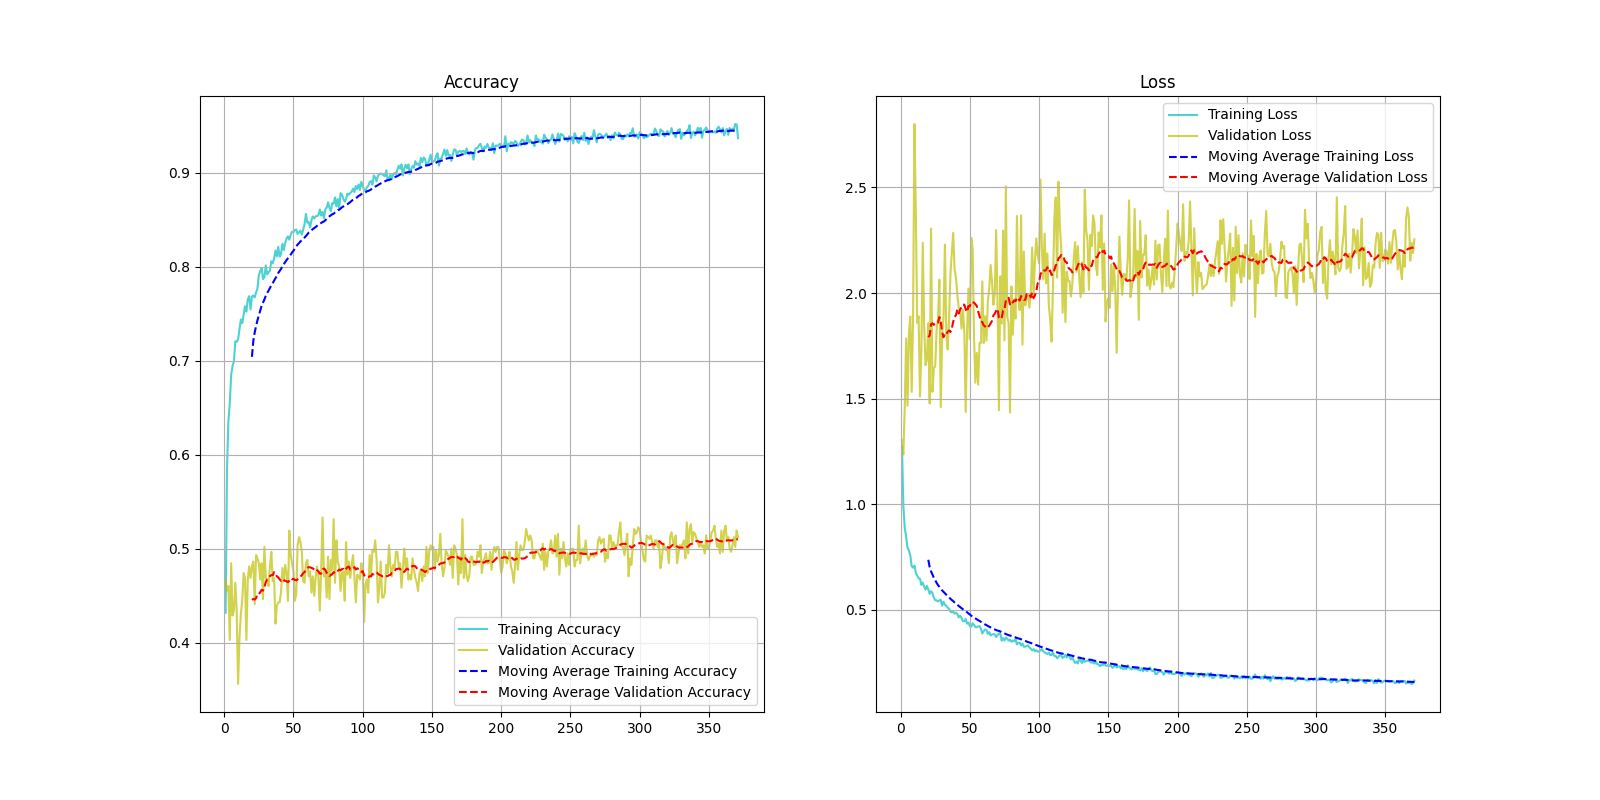 Accuracy
0.9
0.8
0.7
0.6
0.5
0.4
0 50 100 150 200 250 300 350
Training Accuracy
Validation Accuracy
Moving Average Training Accuracy
Moving Average Validation Accuracy
Loss
2.5
2.0
1.5
1.0
0.5
0 50 100 150 200 250 300 350
Training Loss
Validation Loss
Moving Average Training Loss
Moving Average Validation Loss